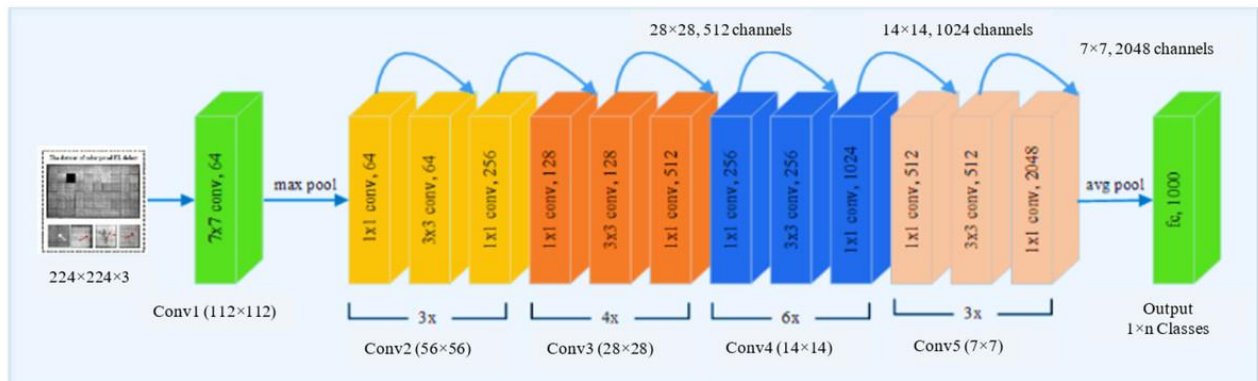 28×28, 512 channels
14×14, 1024 channels
7×7, 2048 channels
224×224×3
7x7 conv, 64
Conv1 (112×112)
max pool
1x1 conv, 64
3x3 conv, 64
1x1 conv, 256
3x
Conv2 (56×56)
1x1 conv, 128
3x3 conv, 128
1x1 conv, 512
4x
Conv3 (28×28)
1x1 conv, 256
3x3 conv, 256
1x1 conv, 1024
6x
Conv4 (14×14)
1x1 conv, 512
3x3 conv, 512
1x1 conv, 2048
3x
Conv5 (7×7)
avg pool
fc, 1000
Output
1×n Classes